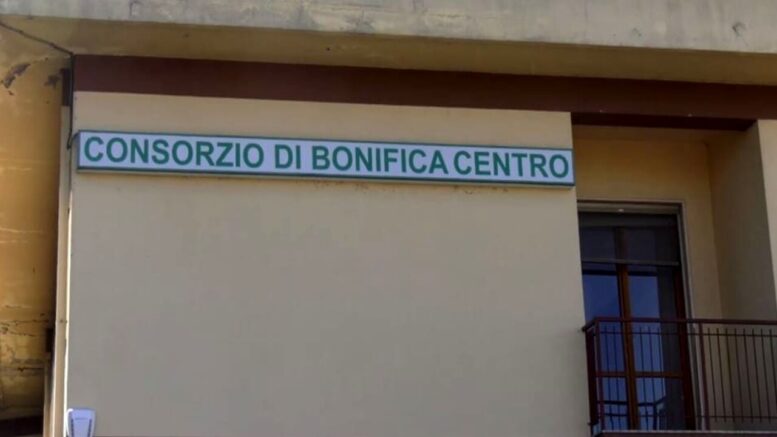 CONSORZIO DI BONIFICA CENTRO